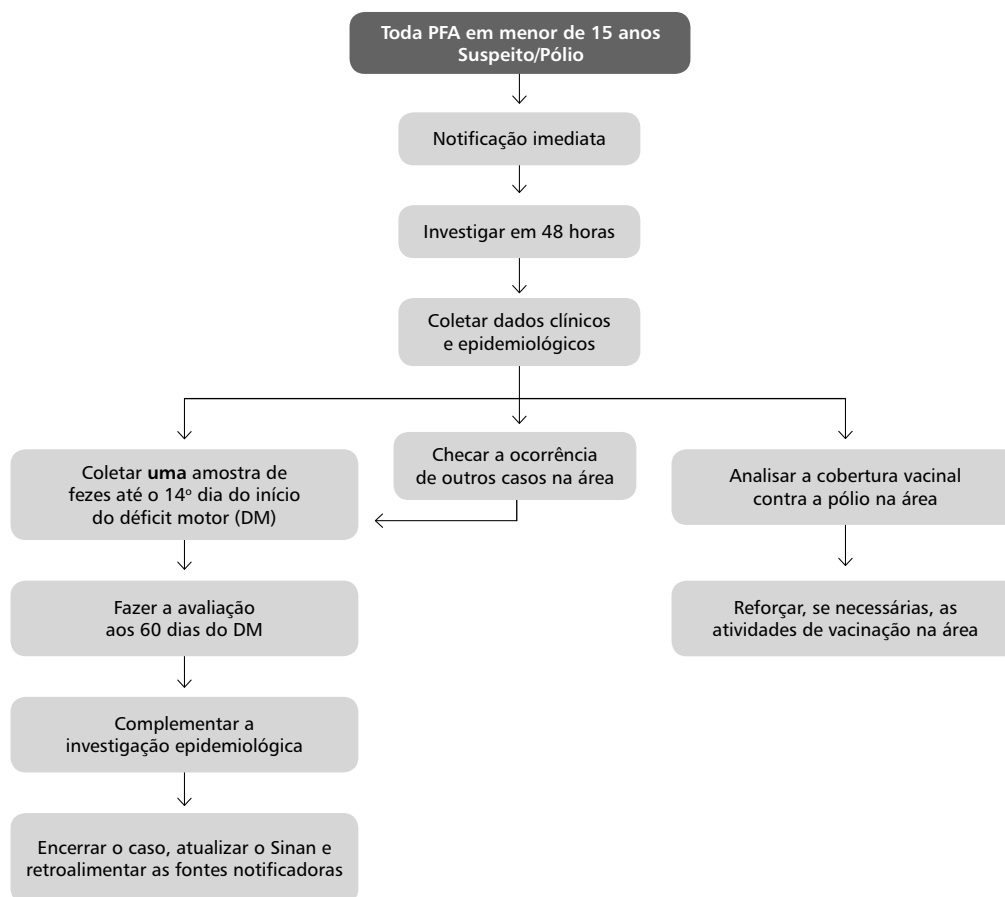 Toda PFA em menor de 15 anos
Suspeito/Pólio
Notificação imediata
Investigar em 48 horas
Coletar dados clínicos
e epidemiológicos
Coletar uma amostra de
fezes até o 14º dia do início
do déficit motor (DM)
Checar a ocorrência
de outros casos na área
Analisar a cobertura vacinal
contra a pólio na área
Fazer a avaliação
aos 60 dias do DM
Reforçar, se necessárias, as
atividades de vacinação na área
Complementar a
investigação epidemiológica
Encerrar o caso, atualizar o Sinan e
retroalimentar as fontes notificadoras